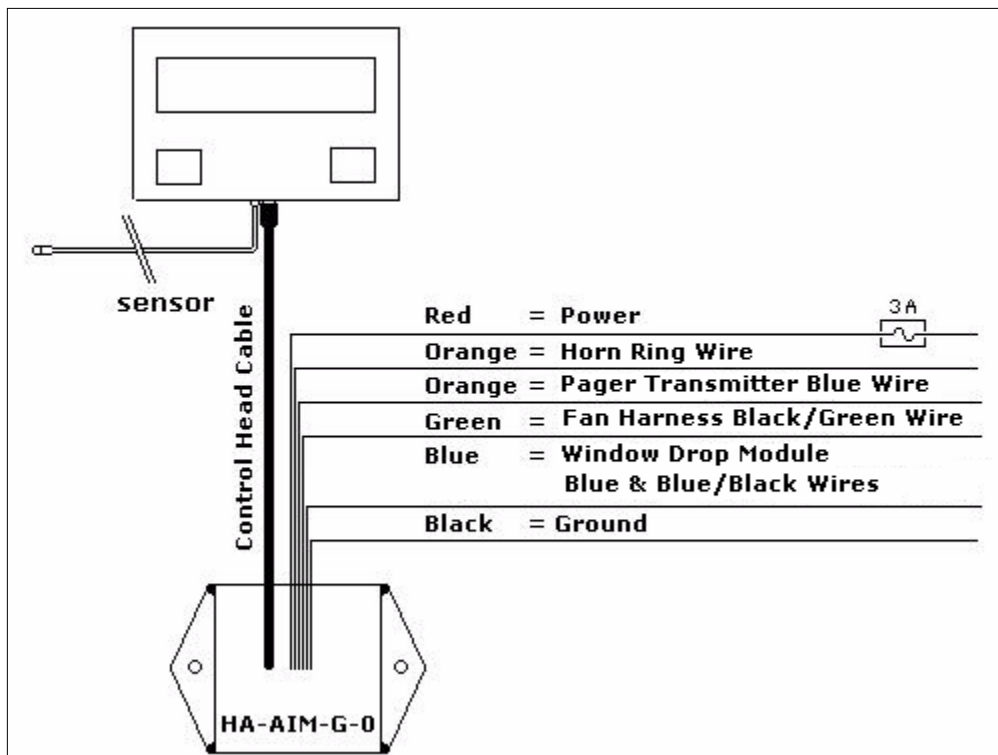 sensor
Control Head Cable
3A
Red = Power
Orange = Horn Ring Wire
Orange = Pager Transmitter Blue Wire
Green = Fan Harness Black/Green Wire
Blue = Window Drop Module
Blue & Blue/Black Wires
Black = Ground
HA-AIM-G-0